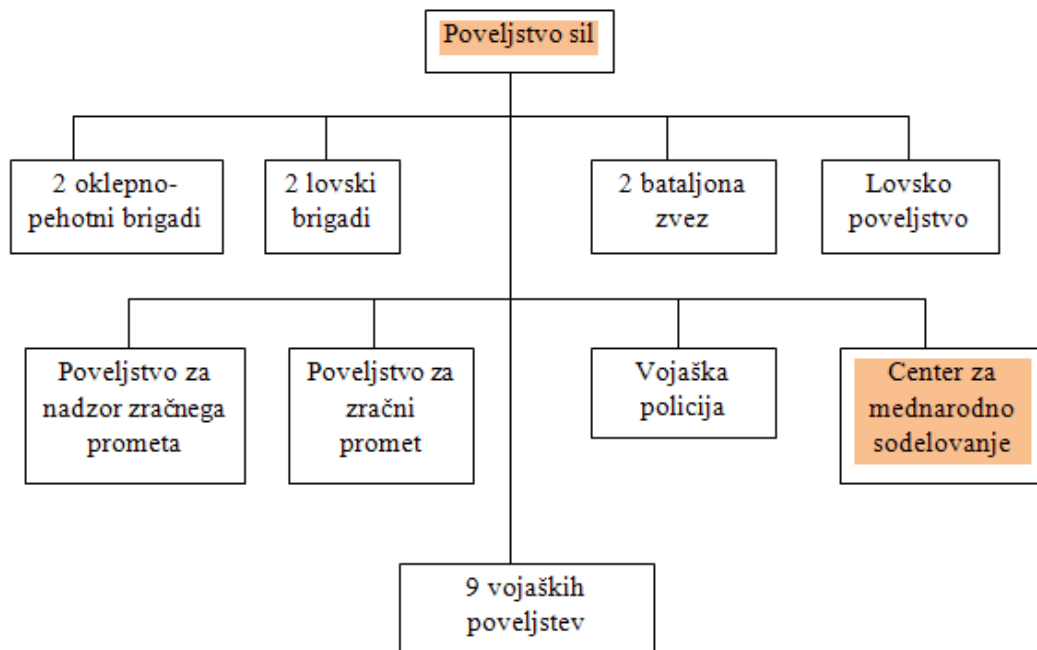 Poveljstvo sil
2 oklepno-
pehotni brigadi
2 lovski
brigadi
2 bataljona
zvez
Lovsko
poveljstvo
Poveljstvo za
nadzor zračnega
prometa
Poveljstvo za
zračni
promet
Vojaška
policija
Center za
mednarodno
sodelovanje
9 vojaških
poveljstev